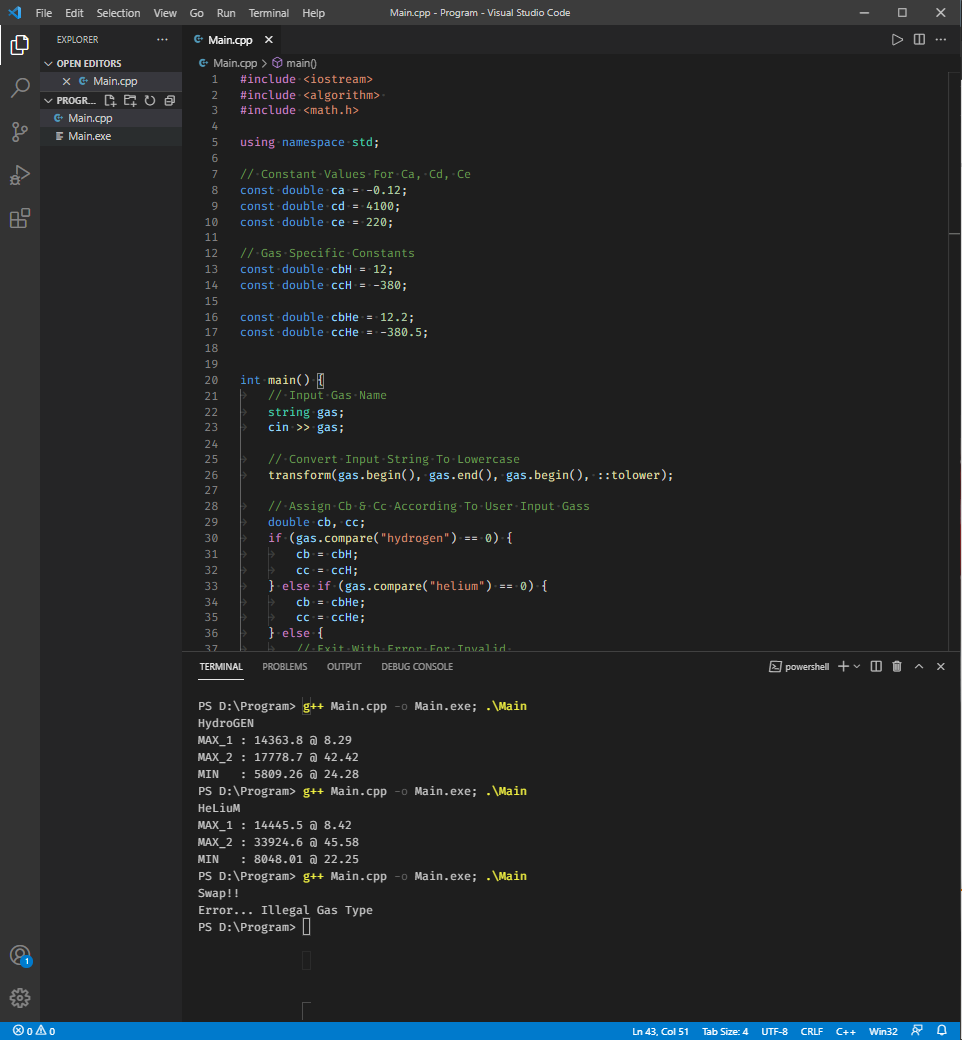 File Edit Selection View Go Run Terminal Help Main.cpp - Program - Visual Studio Code
EXPLORER
OPEN EDITORS
Main.cpp
PROGR...
Main.cpp
Main.exe
Main.cpp
Main.cpp > main()
1 #include <iostream>
2 #include <algorithm>
3 #include <math.h>
4
5 using namespace std;
6
7 // Constant Values For Ca, Cd, Ce
8 const double ca = -0.12;
9 const double cd = 4100;
10 const double ce = 220;
11
12 // Gas Specific Constants
13 const double cbH = 12;
14 const double ccH = -380;
15
16 const double cbHe = 12.2;
17 const double ccHe = -380.5;
18
19
20 int main() {
21 // Input Gas Name
22 string gas;
23 cin >> gas;
24
25 // Convert Input String To Lowercase
26 transform(gas.begin(), gas.end(), gas.begin(), ::tolower);
27
28 // Assign Cb & Cc According To User Input Gass
29 double cb, cc;
30 if (gas.compare("hydrogen") == 0) {
31 cb = cbH;
32 cc = ccH;
33 } else if (gas.compare("helium") == 0) {
34 cb = cbHe;
35 cc = ccHe;
36 } else {
37 // Exit With Error For Invalid
TERMINAL PROBLEMS OUTPUT DEBUG CONSOLE powershell
PS D:\Program> g++ Main.cpp -o Main.exe; .\Main
HydroGEN
MAX_1 : 14363.8 @ 8.29
MAX_2 : 17778.7 @ 42.42
MIN : 5809.26 @ 24.28
PS D:\Program> g++ Main.cpp -o Main.exe; .\Main
HeLiuM
MAX_1 : 14445.5 @ 8.42
MAX_2 : 33924.6 @ 45.58
MIN : 8048.01 @ 22.25
PS D:\Program> g++ Main.cpp -o Main.exe; .\Main
Swap!!
Error... Illegal Gas Type
PS D:\Program>
1
0 0 Ln 43, Col 51 Tab Size: 4 UTF-8 CRLF C++ Win32